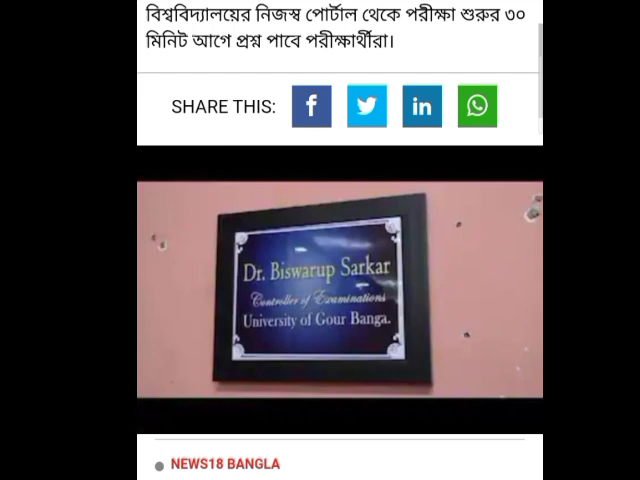 বিশ্ববিদ্যালয়ের নিজস্ব পোর্টাল থেকে পরীক্ষা শুরুর ৩০
মিনিট আগে প্রশ্ন পাবে পরীক্ষার্থীরা।
SHARE THIS:
Dr. Biswarup Sarkar
Controller of Examinations
University of Gour Banga.
NEWS18 BANGLA